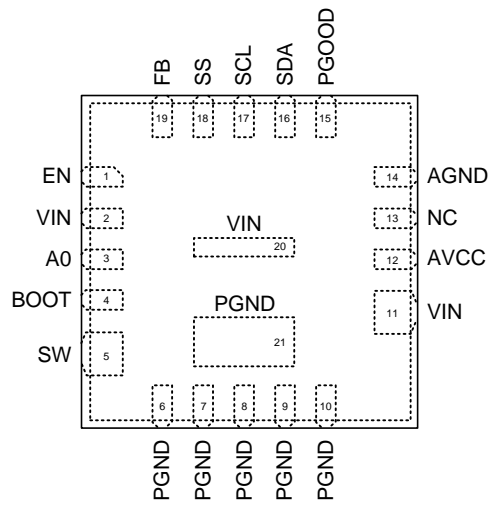 FB SS SCL SDA PGOOD
19 18 17 16 15
EN 1 14 AGND
VIN 2 13 NC
VIN
20
A0 3 12 AVCC
BOOT 4
PGND
11 VIN
SW 5
21
6 7 8 9 10
PGND PGND PGND PGND PGND